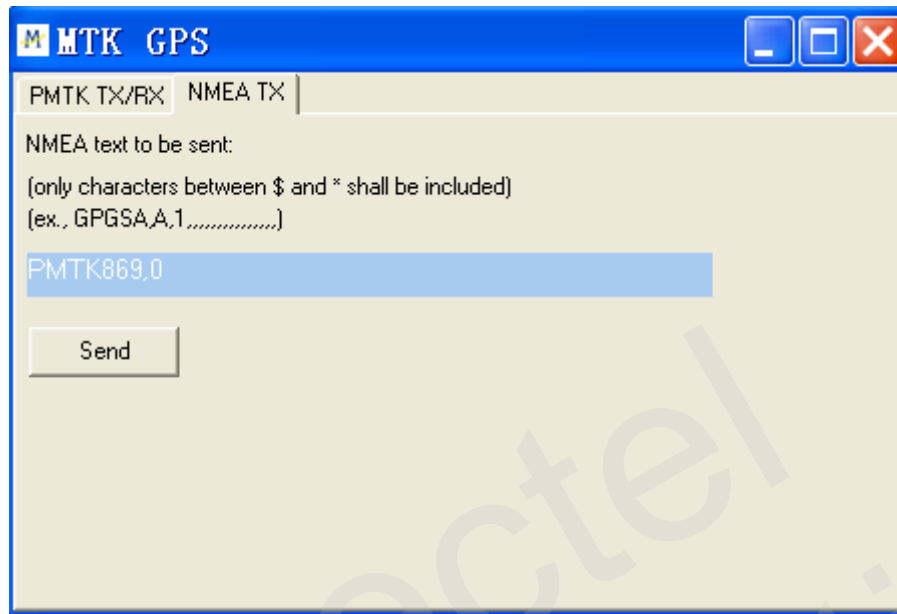 MTK GPS
PMTK TX/RX NMEA TX
NMEA text to be sent:
(only characters between $ and * shall be included)
(ex., GPGSA,A,1,,,,,,,,,,,,,,,)
PMTK869,0
Send
ectel